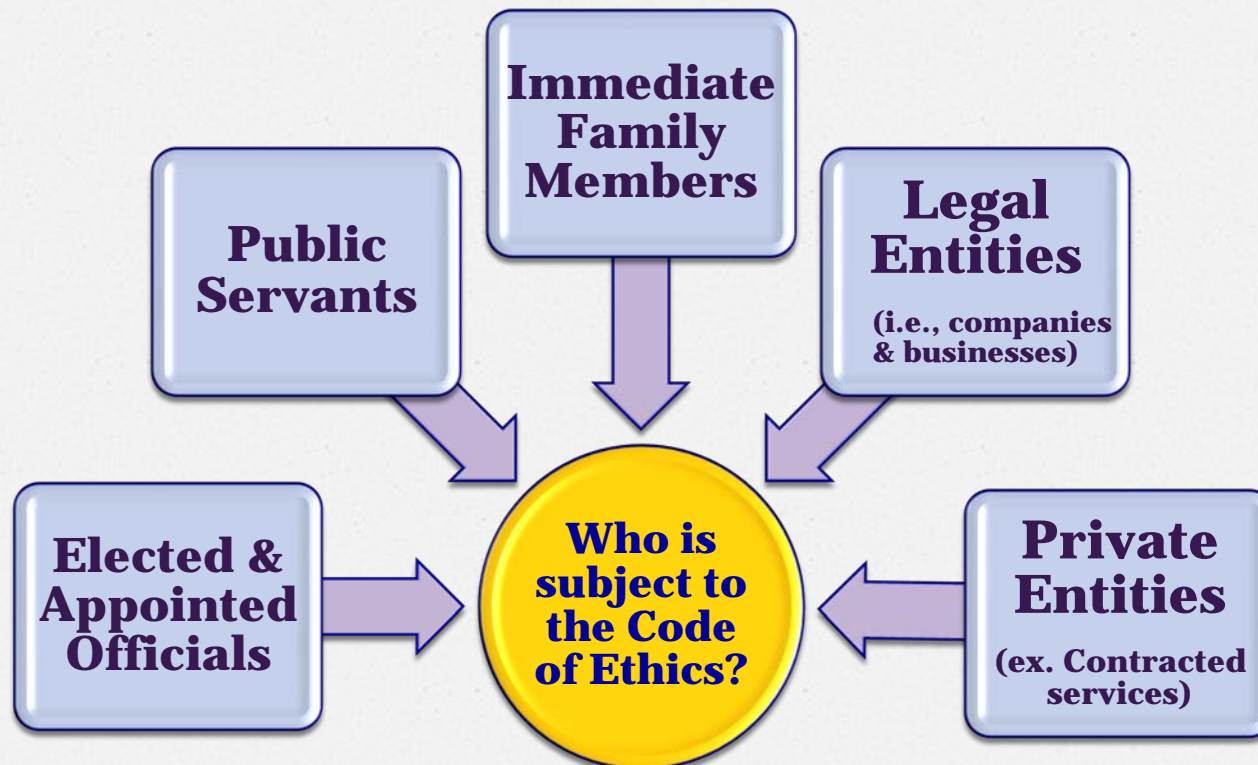 Immediate
Family
Members
Public
Servants
Legal
Entities
(i.e., companies
& businesses)
Elected &
Appointed
Officials
Who is
subject to
the Code
of Ethics?
Private
Entities
(ex. Contracted
services)